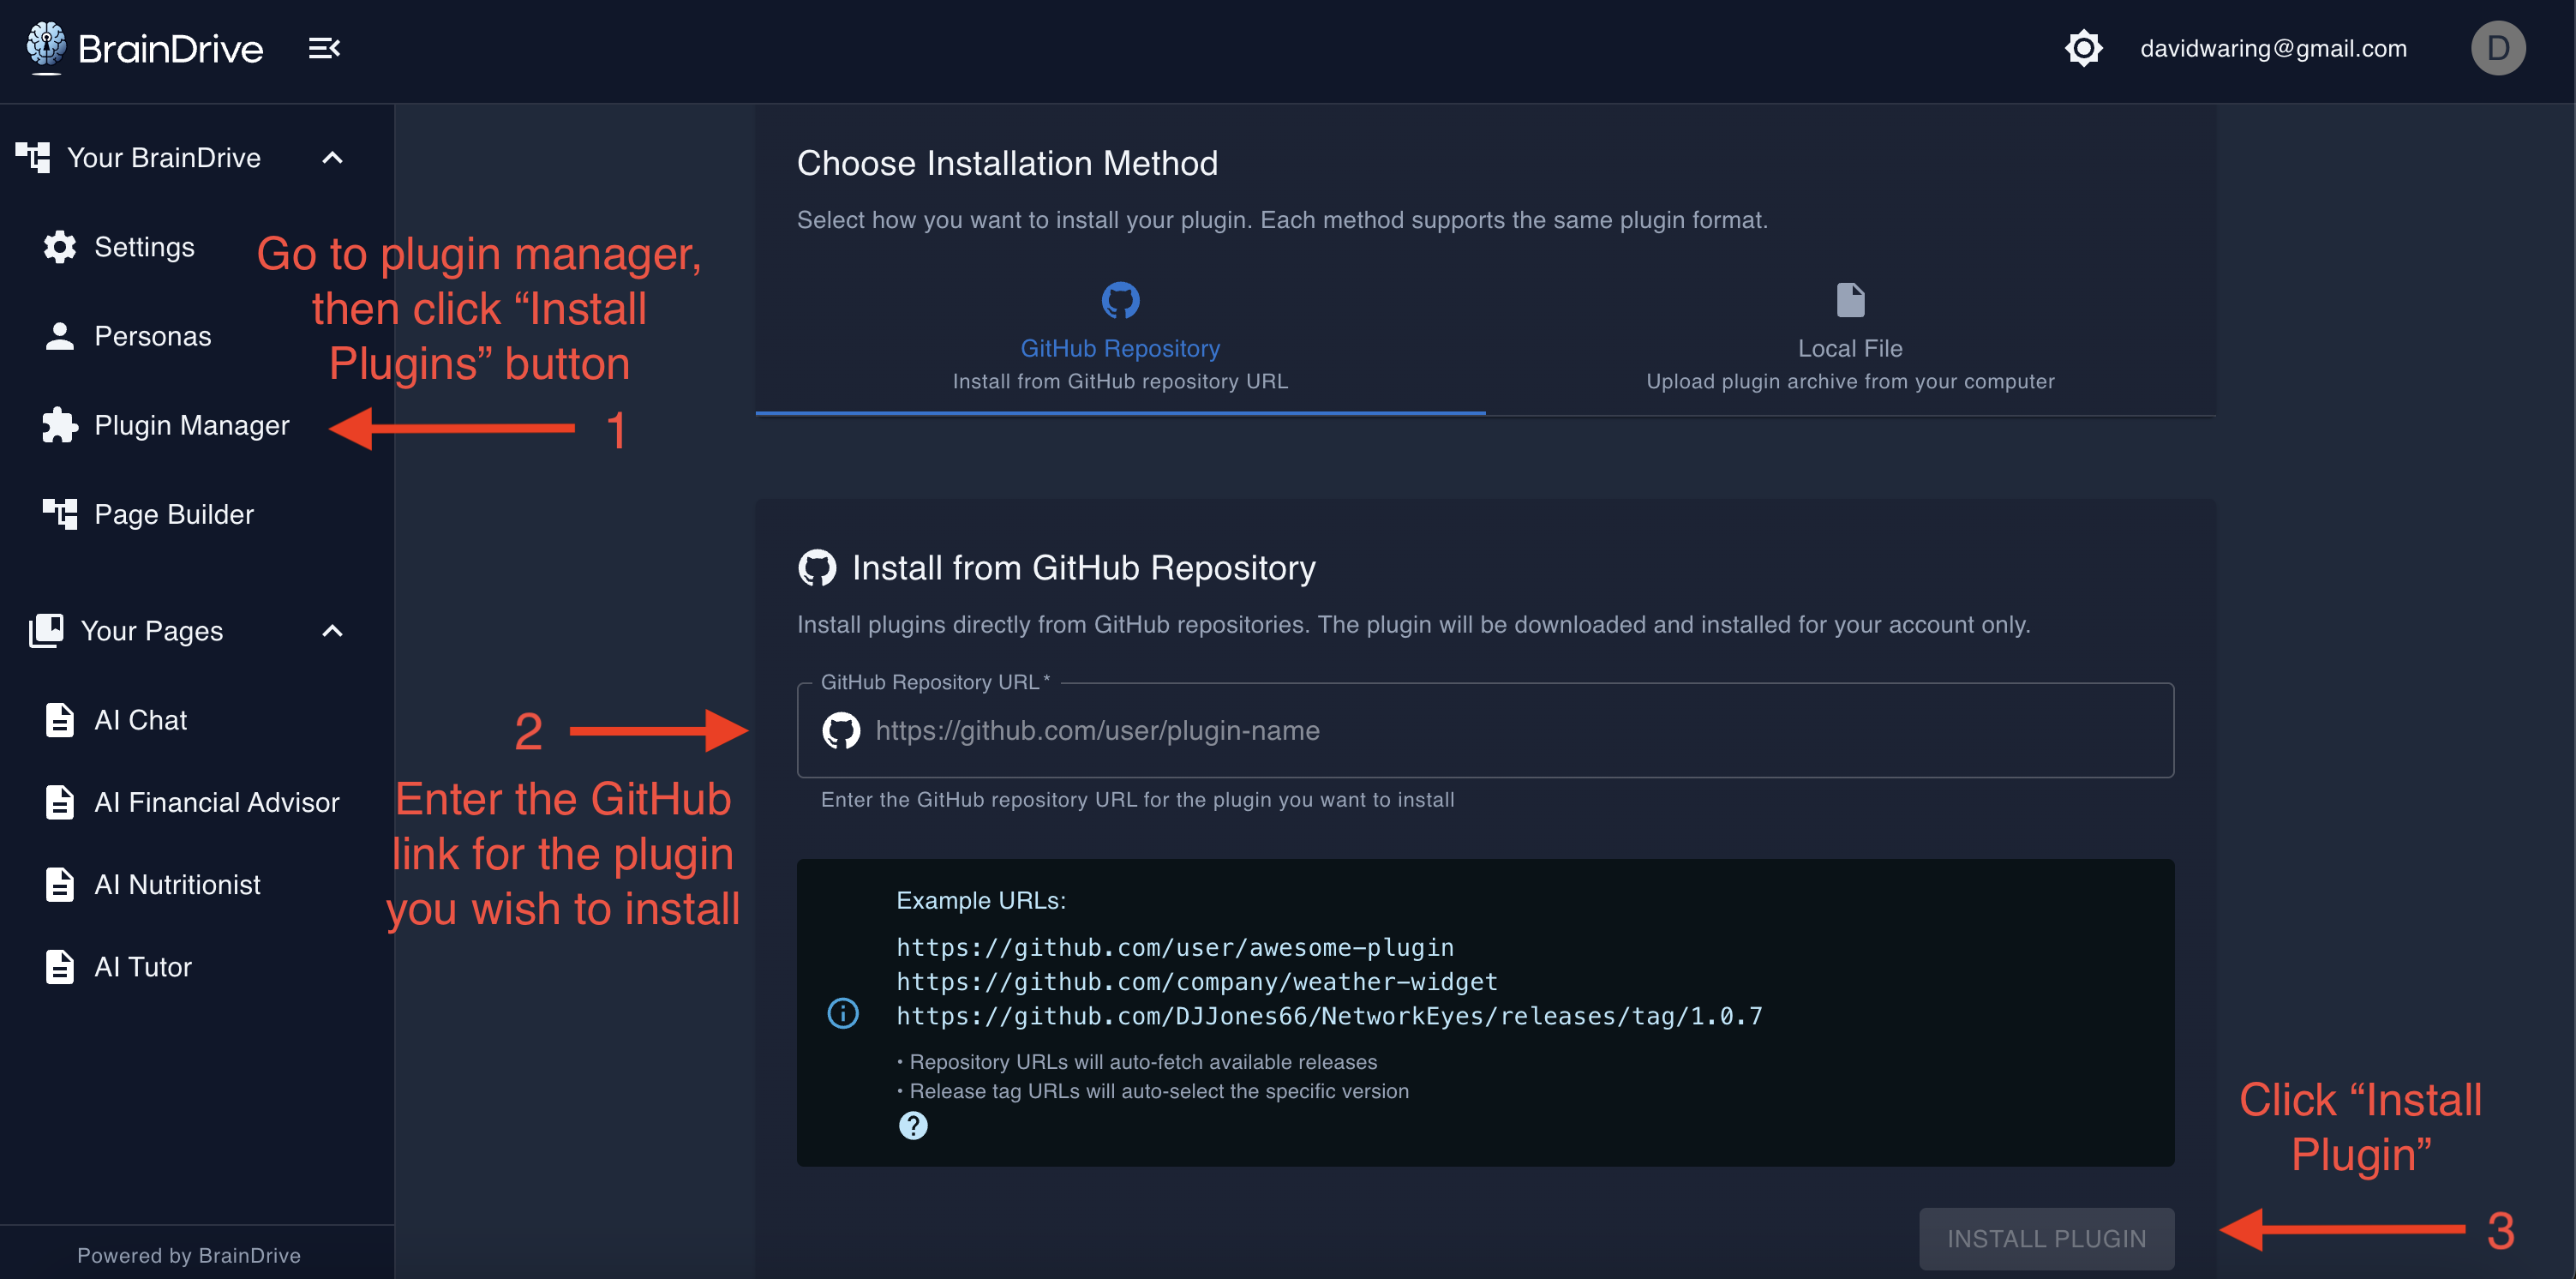 BrainDrive
davidwaring@gmail.com
D
Your BrainDrive
Settings
Personas
Plugin Manager
Page Builder
Your Pages
AI Chat
AI Financial Advisor
AI Nutritionist
AI Tutor
Powered by BrainDrive
Go to plugin manager,
then click “Install
Plugins” button
1
Choose Installation Method
Select how you want to install your plugin. Each method supports the same plugin format.
GitHub Repository
Install from GitHub repository URL
Local File
Upload plugin archive from your computer
Install from GitHub Repository
Install plugins directly from GitHub repositories. The plugin will be downloaded and installed for your account only.
2
Enter the GitHub
link for the plugin
you wish to install
GitHub Repository URL *
https://github.com/user/plugin-name
Enter the GitHub repository URL for the plugin you want to install
Example URLs:
https://github.com/user/awesome-plugin
https://github.com/company/weather-widget
https://github.com/DJJones66/NetworkEyes/releases/tag/1.0.7
• Repository URLs will auto-fetch available releases
• Release tag URLs will auto-select the specific version
?
Click “Install
Plugin”
INSTALL PLUGIN
3